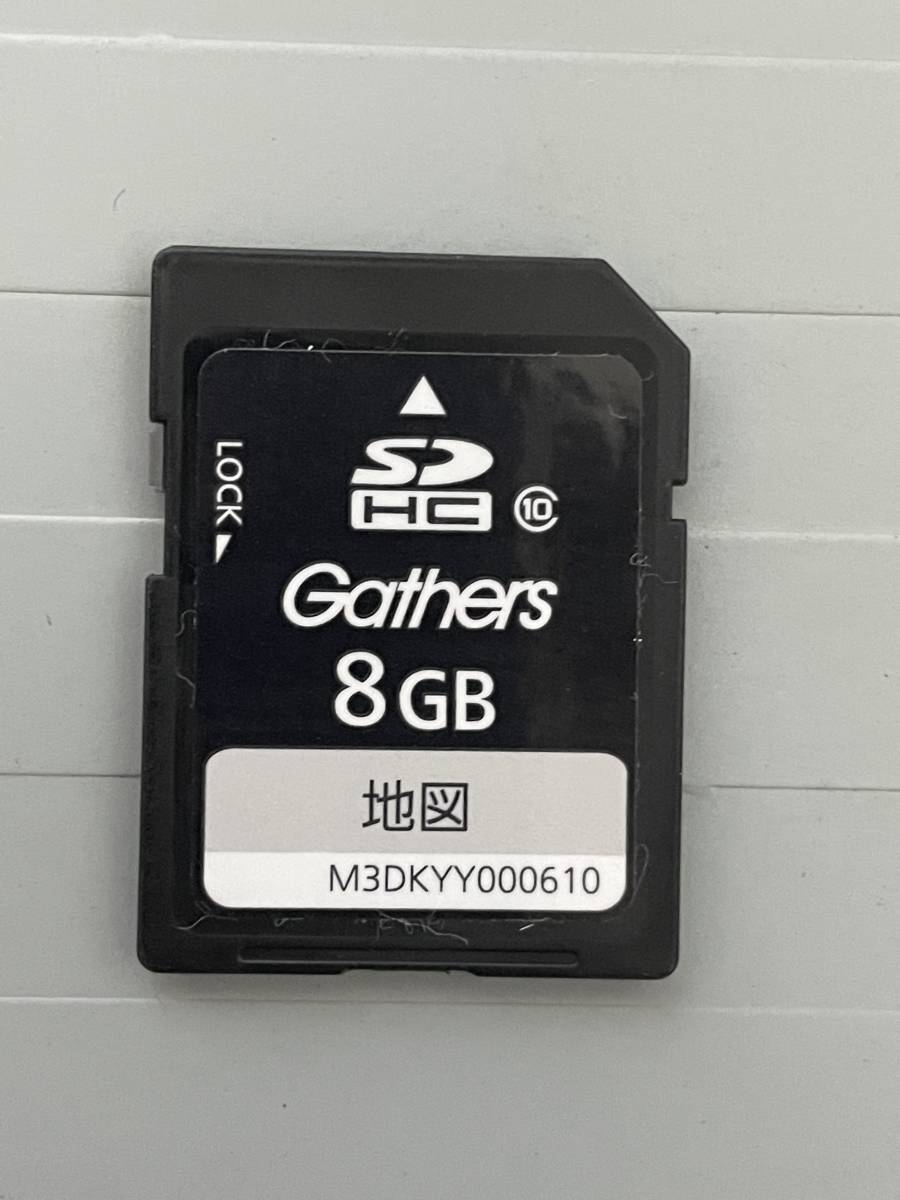 LOCK
SD
HC
10
Gathers
8GB
地図
M3DKYY000610